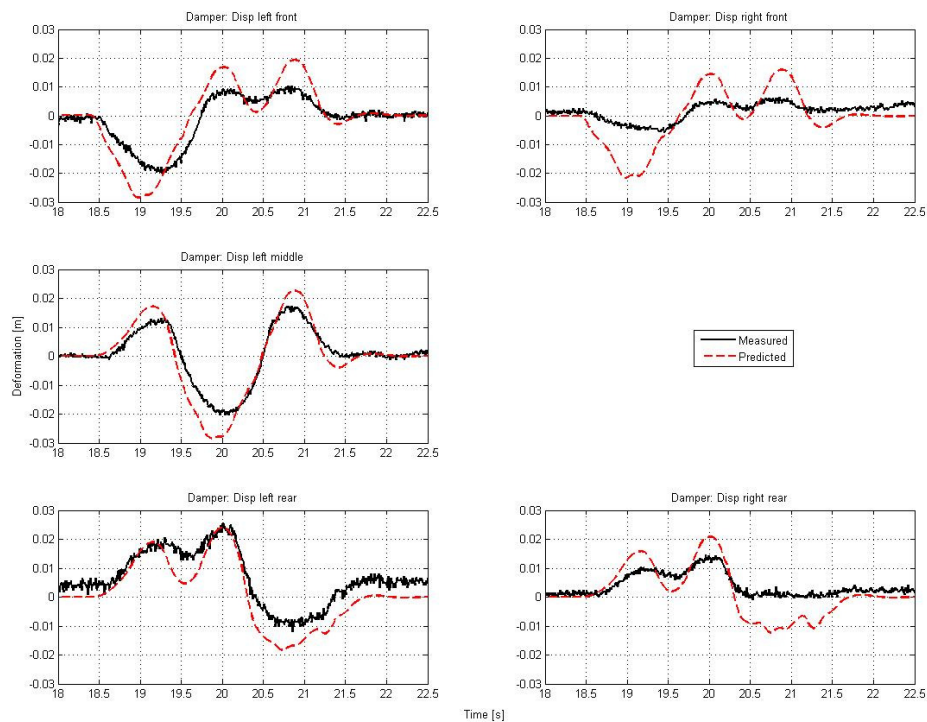 Damper: Disp left front
0.03
0.02
0.01
0
-0.01
-0.02
-0.03
18 18.5 19 19.5 20 20.5 21 21.5 22 22.5
Damper: Disp right front
0.03
0.02
0.01
0
-0.01
-0.02
-0.03
18 18.5 19 19.5 20 20.5 21 21.5 22 22.5
Damper: Disp left middle
Deformation [m]
0.03
0.02
0.01
0
-0.01
-0.02
-0.03
18 18.5 19 19.5 20 20.5 21 21.5 22 22.5
Measured
Predicted
Damper: Disp left rear
0.03
0.02
0.01
0
-0.01
-0.02
-0.03
18 18.5 19 19.5 20 20.5 21 21.5 22 22.5
Damper: Disp right rear
0.03
0.02
0.01
0
-0.01
-0.02
-0.03
18 18.5 19 19.5 20 20.5 21 21.5 22 22.5
Time [s]